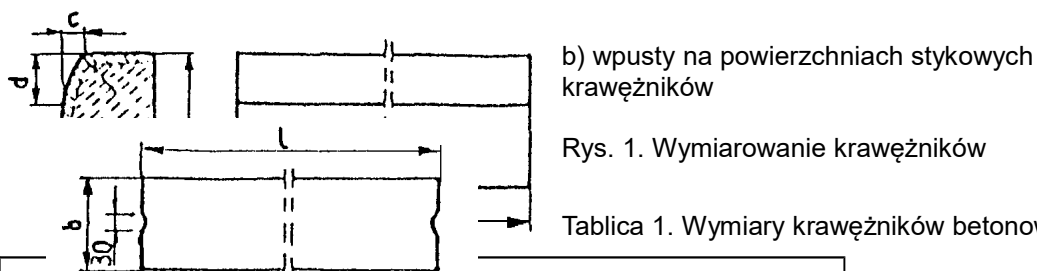 c
d
b) wpusty na powierzchniach stykowych
krawężników
Rys. 1. Wymiarowanie krawężników
l
b
30
Tablica 1. Wymiary krawężników betonow